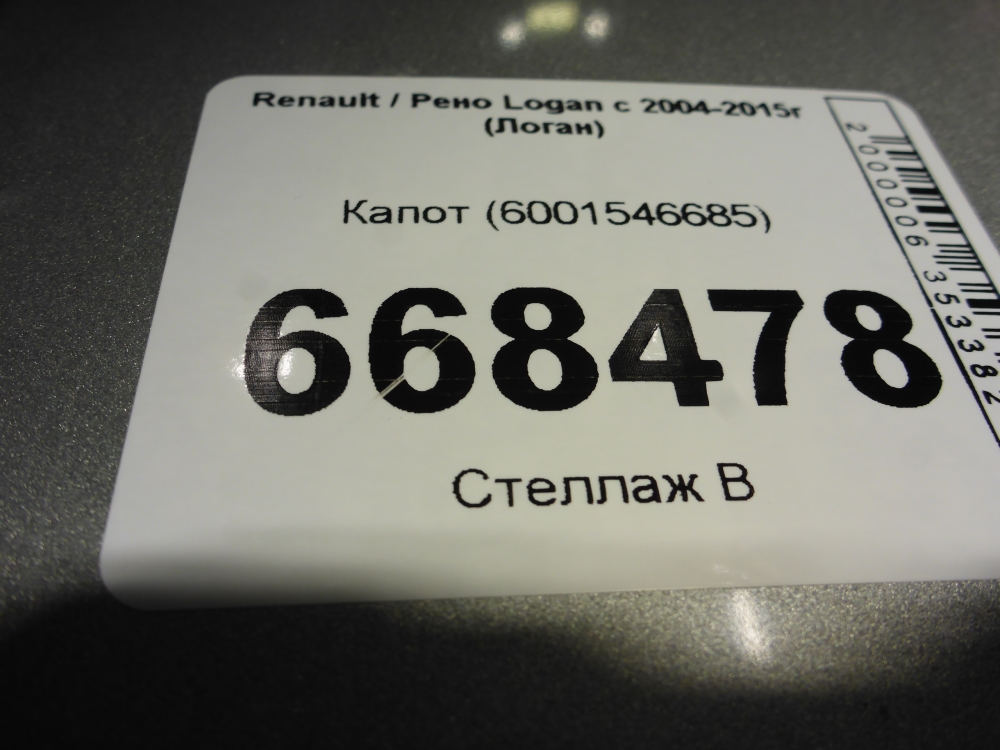 Renault / Рено Logan с 2004-2015г
(Логан)
Капот (6001546685)
668478
Стеллаж В
2000006353382